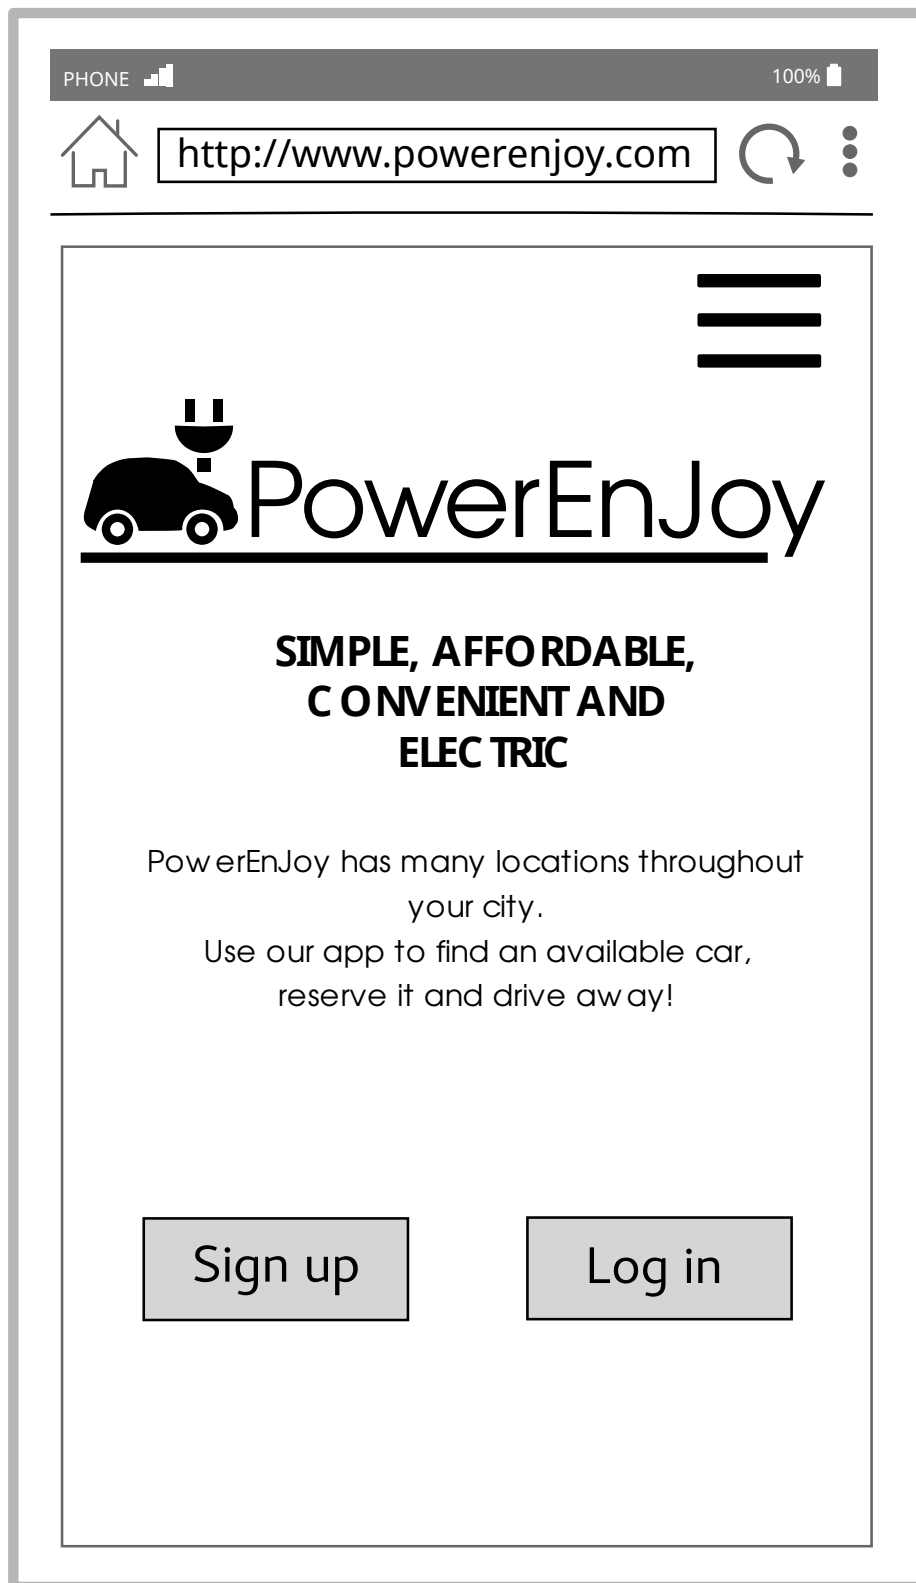 PHONE 100%
http://www.powerenjoy.com
PowerEnJoy
SIMPLE, AFFORDABLE,
CONVENIENT AND
ELECTRIC
PowerEnJoy has many locations throughout
your city.
Use our app to find an available car,
reserve it and drive away!
Sign up Log in